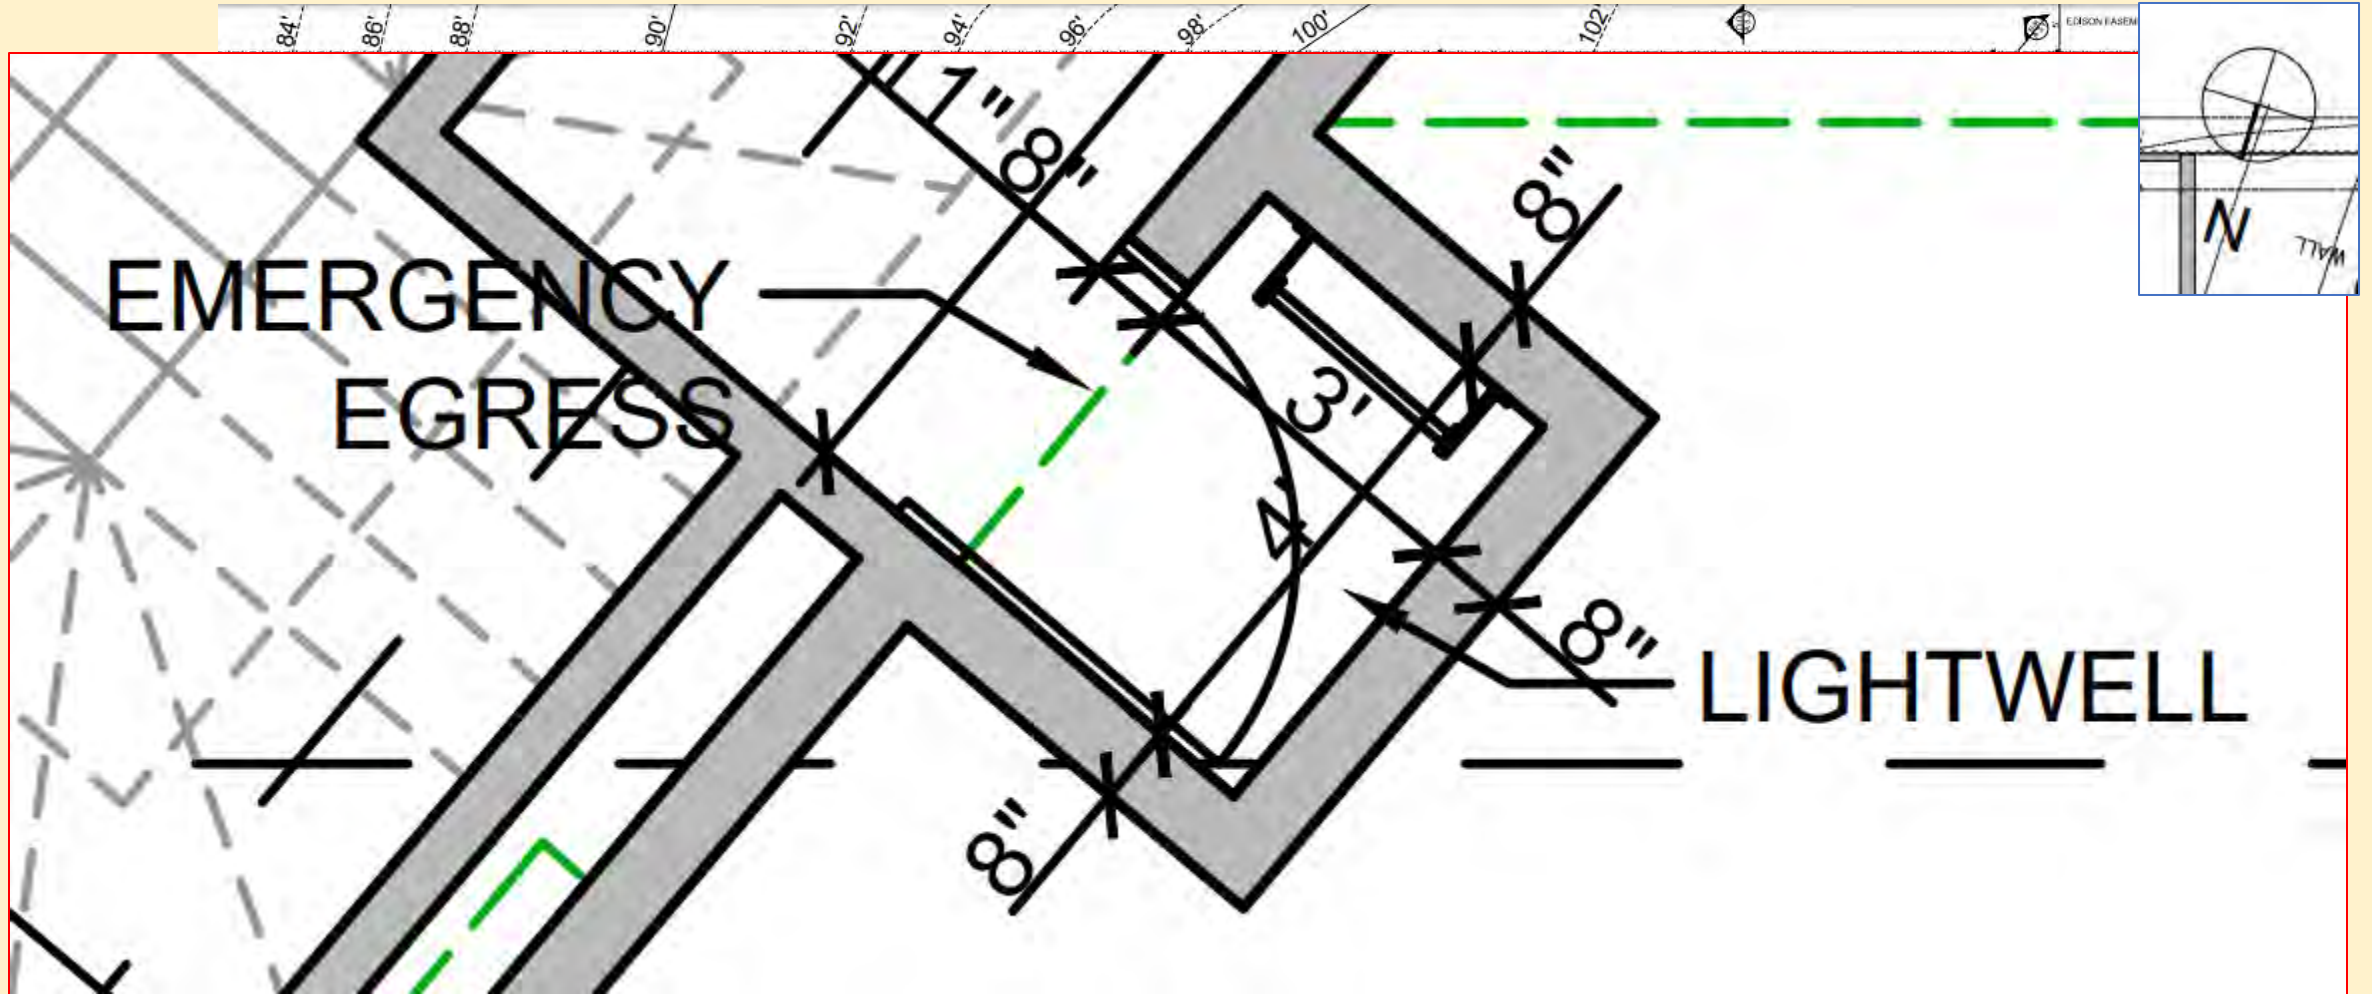 84'
86'
88'
90'
92'
94'
96'
98'
100'
102'
EDISON EASEM
N
WALL
1"
8"
8"
EMERGENCY
EGRESS
3'
4'
8"
LIGHTWELL
8"